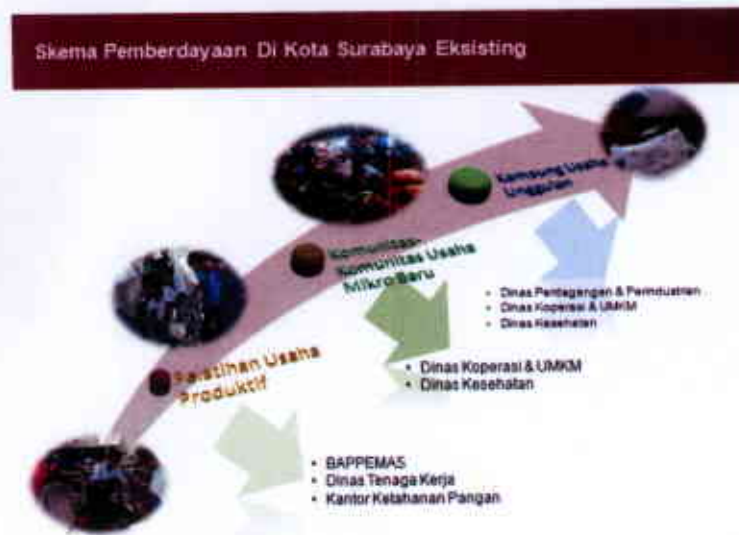 Skema Pemberdayaan Di Kota Surabaya Eksisting
Kampung Usaha
Unggulan
Komunitas-
Komunitas Usaha
Mikro Baru
• Dinas Perdagangan & Perindustrian
• Dinas Koperasi & UMKM
• Dinas Kesehatan
Pelatihan Usaha
Produktif
• Dinas Koperasi & UMKM
• Dinas Kesehatan
• BAPPEMAS
• Dinas Tenaga Kerja
• Kantor Ketahanan Pangan